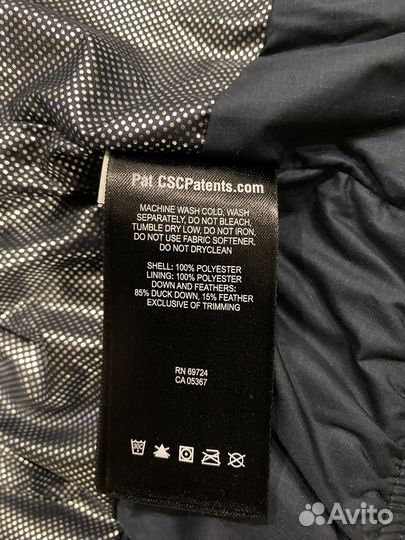 Pat CSCPatents.com
MACHINE WASH COLD, WASH
SEPARATELY, DO NOT BLEACH,
TUMBLE DRY LOW, DO NOT IRON,
DO NOT USE FABRIC SOFTENER,
DO NOT DRYCLEAN
SHELL: 100% POLYESTER
LINING: 100% POLYESTER
DOWN AND FEATHERS:
85% DUCK DOWN, 15% FEATHER
EXCLUSIVE OF TRIMMING
RN 69724
CA 05367
Avito